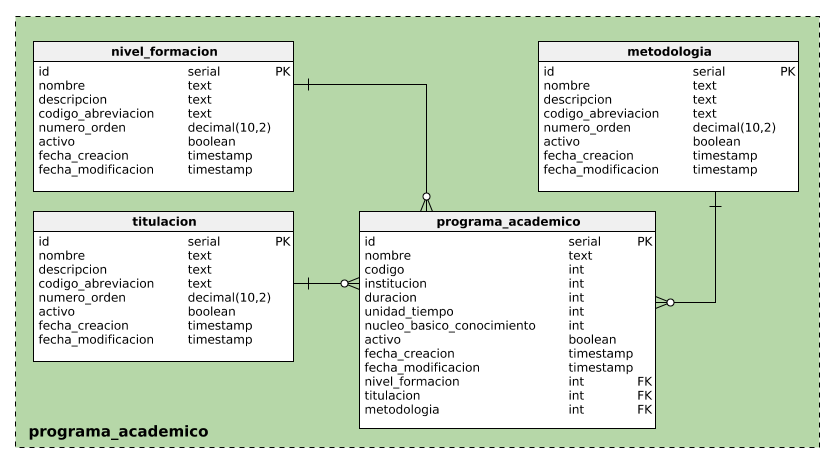 nivel_formacion
id serial PK
nombre text
descripcion text
codigo_abreviacion text
numero_orden decimal(10,2)
activo boolean
fecha_creacion timestamp
fecha_modificacion timestamp
metodologia
id serial PK
nombre text
descripcion text
codigo_abreviacion text
numero_orden decimal(10,2)
activo boolean
fecha_creacion timestamp
fecha_modificacion timestamp
titulacion
id serial PK
nombre text
descripcion text
codigo_abreviacion text
numero_orden decimal(10,2)
activo boolean
fecha_creacion timestamp
fecha_modificacion timestamp
programa_academico
id serial PK
nombre text
codigo int
institucion int
duracion int
unidad_tiempo int
nucleo_basico_conocimiento int
activo boolean
fecha_creacion timestamp
fecha_modificacion timestamp
nivel_formacion int FK
titulacion int FK
metodologia int FK
programa_academico